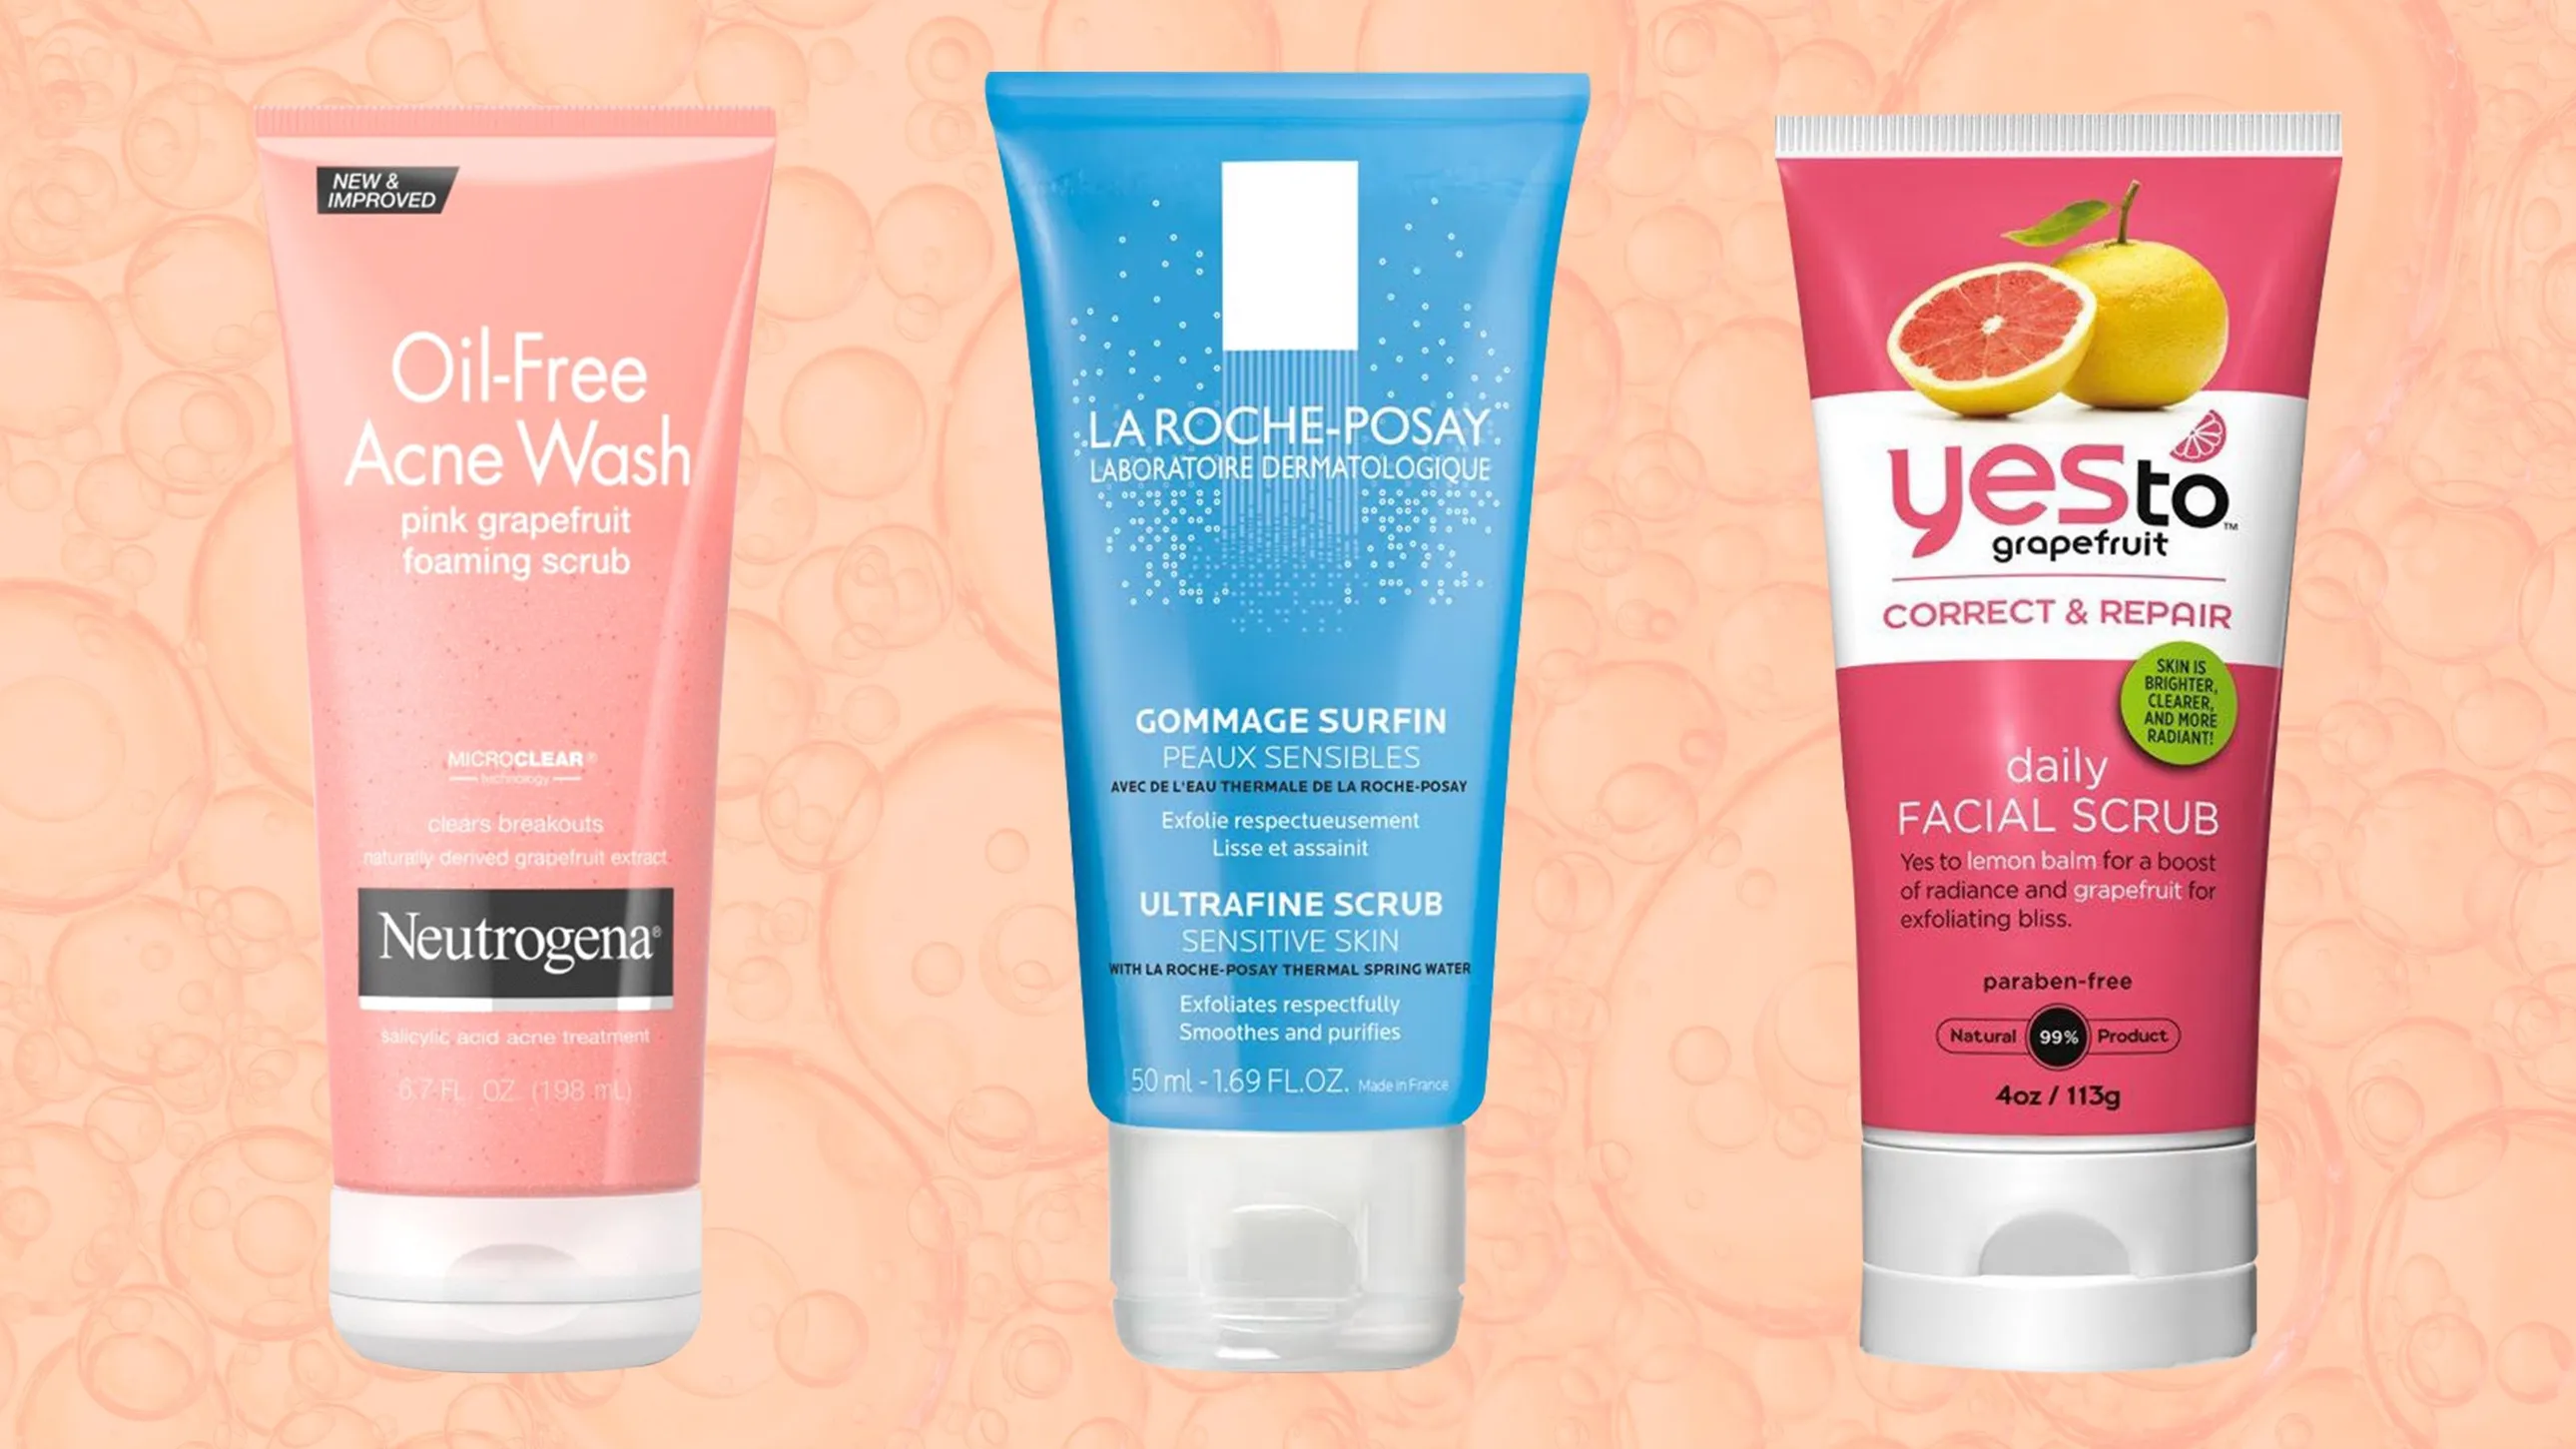 NEW &
IMPROVED
Oil-Free
Acne Wash
pink grapefruit
foaming scrub
MICROCLEAR®
technology
clears breakouts
naturally derived grapefruit extract
Neutrogena®
salicylic acid acne treatment
6.7 FL. OZ. (198 mL)
LA ROCHE-POSAY
LABORATOIRE DERMATOLOGIQUE
GOMMAGE SURFIN
PEAUX SENSIBLES
AVEC DE L'EAU THERMALE DE LA ROCHE-POSAY
Exfolie respectueusement
Lisse et assainit
ULTRAFINE SCRUB
SENSITIVE SKIN
WITH LA ROCHE-POSAY THERMAL SPRING WATER
Exfoliates respectfully
Smoothes and purifies
50 ml - 1.69 FL.OZ. Made in France
yes to™
grapefruit
CORRECT & REPAIR
SKIN IS
BRIGHTER,
CLEARER,
AND MORE
RADIANT!
daily
FACIAL SCRUB
Yes to lemon balm for a boost
of radiance and grapefruit for
exfoliating bliss.
paraben-free
Natural 99% Product
4oz / 113g